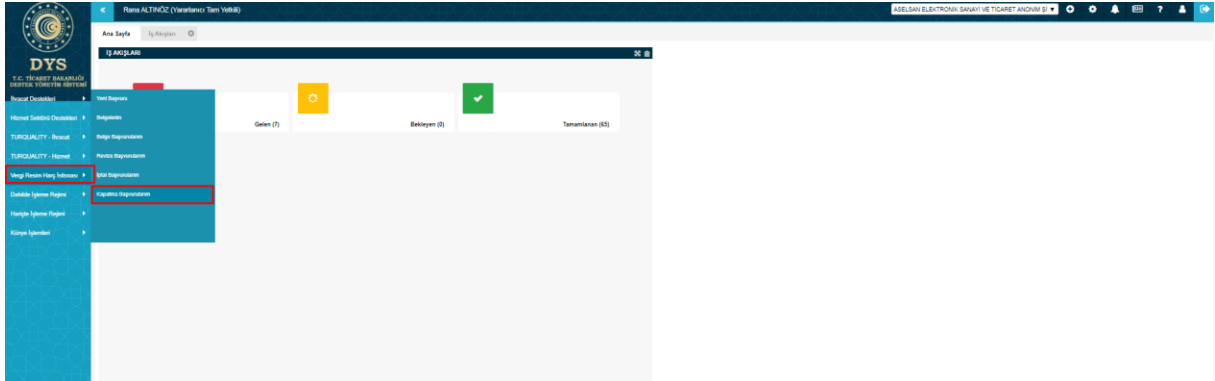 Rana ALTINÖZ (Yararlanıcı Tam Yetkili)
ASELSAN ELEKTRONİK SANAYİ VE TİCARET ANONİM Şİ
Ana Sayfa
İş Akışları
İŞ AKIŞLARI
DYS
T.C. TİCARET BAKANLIĞI
DESTEK YÖNETİM SİSTEMİ
İhracat Destekleri
Hizmet Sektörü Destekleri
TURQUALITY - İhracat
TURQUALITY - Hizmet
Vergi Resim Harç İstisnası
Dahilde İşleme Rejimi
Hariçte İşleme Rejimi
Künye İşlemleri
Yeni Başvuru
Belgelerim
Belge Başvurularım
Revize Başvurularım
İptal Başvurularım
Kapatma Başvurularım
Gelen (7)
Bekleyen (0)
Tamamlanan (65)